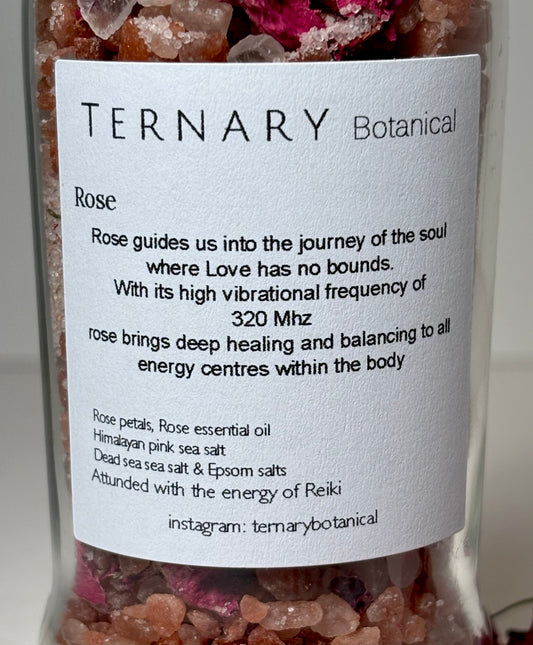 TERNARY Botanical
Rose
Rose guides us into the journey of the soul
where Love has no bounds.
With its high vibrational frequency of
320 Mhz
rose brings deep healing and balancing to all
energy centres within the body
Rose petals, Rose essential oil
Himalayan pink sea salt
Dead sea sea salt & Epsom salts
Attunded with the energy of Reiki
instagram: ternarybotanical